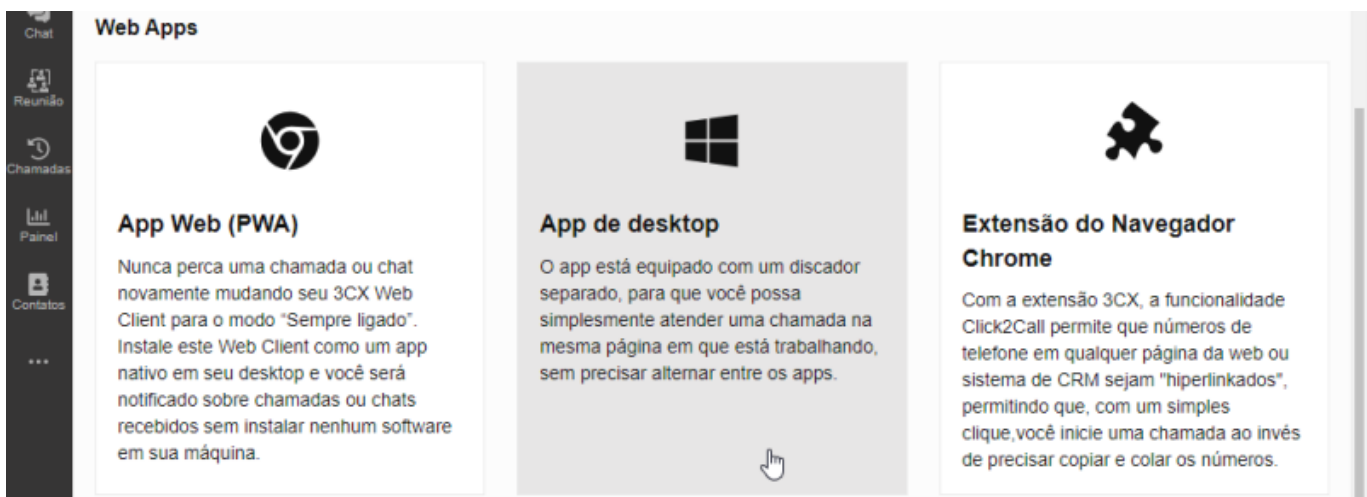 Chat
Reunião
Chamadas
Painel
Contatos
Web Apps
App Web (PWA)
Nunca perca uma chamada ou chat
novamente mudando seu 3CX Web
Client para o modo “Sempre ligado”.
Instale este Web Client como um app
nativo em seu desktop e você será
notificado sobre chamadas ou chats
recebidos sem instalar nenhum software
em sua máquina.
App de desktop
O app está equipado com um discador
separado, para que você possa
simplesmente atender uma chamada na
mesma página em que está trabalhando,
sem precisar alternar entre os apps.
Extensão do Navegador
Chrome
Com a extensão 3CX, a funcionalidade
Click2Call permite que números de
telefone em qualquer página da web ou
sistema de CRM sejam "hiperlinkados",
permitindo que, com um simples
clique,você inicie uma chamada ao invés
de precisar copiar e colar os números.